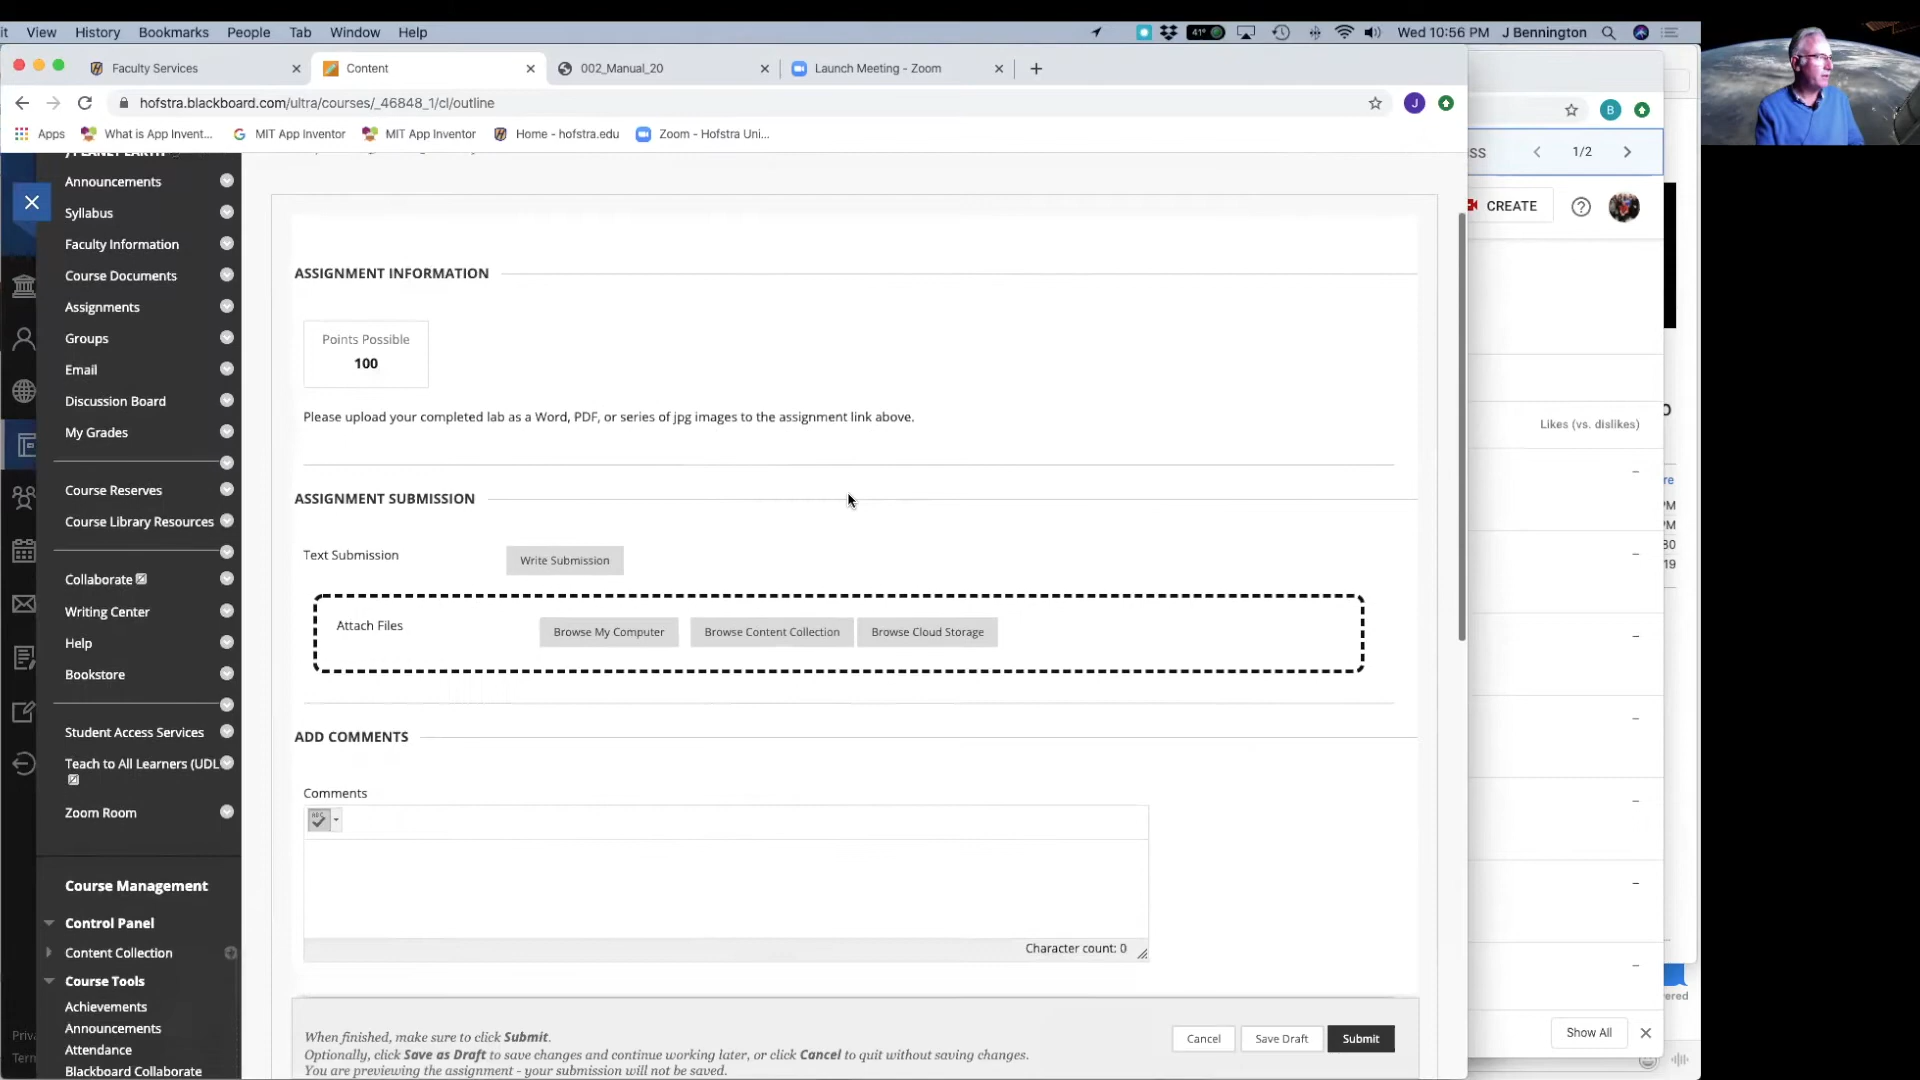 it View History Bookmarks People Tab Window Help 41° Wed 10:56 PM J Bennington
Faculty Services Content 002_Manual_20 Launch Meeting - Zoom
hofstra.blackboard.com/ultra/courses/_46848_1/cl/outline J B
Apps What is App Invent... MIT App Inventor MIT App Inventor Home - hofstra.edu Zoom - Hofstra Uni...
1/2
CREATE
Likes (vs. dislikes)
/PLANET EARTH
Announcements
Syllabus
Faculty Information
Course Documents
Assignments
Groups
Email
Discussion Board
My Grades
Course Reserves
Course Library Resources
Collaborate
Writing Center
Help
Bookstore
Student Access Services
Teach to All Learners (UDL
Zoom Room
Course Management
Control Panel
Content Collection
Course Tools
Achievements
Announcements
Attendance
Blackboard Collaborate
ASSIGNMENT INFORMATION
Points Possible
100
Please upload your completed lab as a Word, PDF, or series of jpg images to the assignment link above.
ASSIGNMENT SUBMISSION
Text Submission Write Submission
Attach Files Browse My Computer Browse Content Collection Browse Cloud Storage
ADD COMMENTS
Comments
ABC
Character count: 0
When finished, make sure to click Submit.
Optionally, click Save as Draft to save changes and continue working later, or click Cancel to quit without saving changes.
You are previewing the assignment - your submission will not be saved.
Cancel Save Draft Submit
Show All